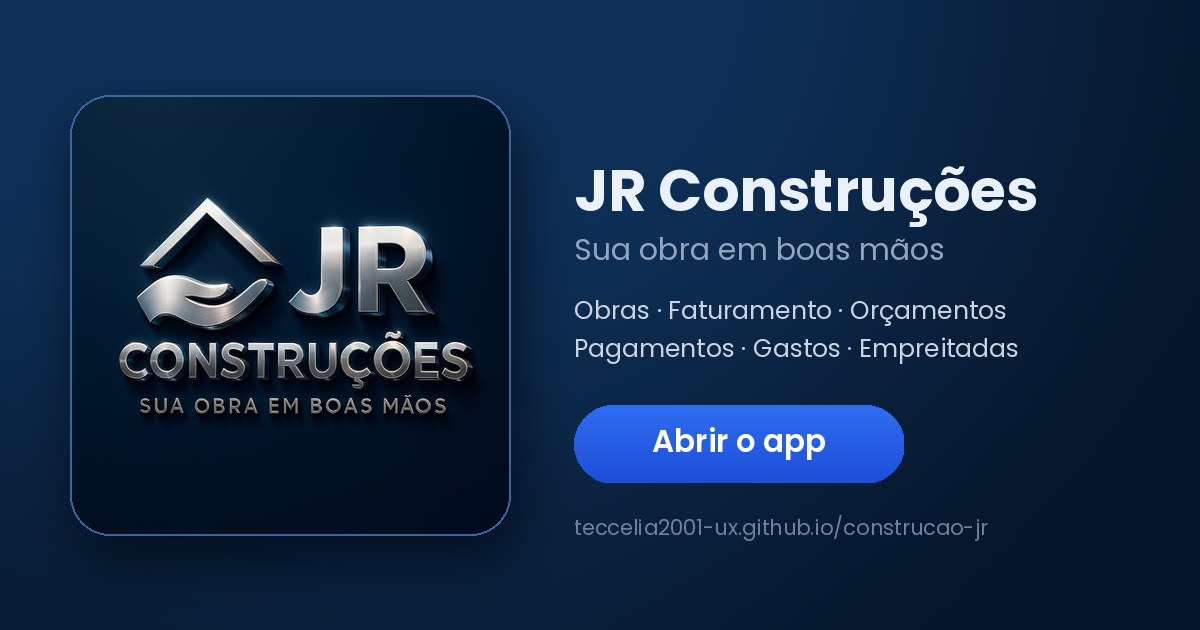 JR
CONSTRUÇÕES
SUA OBRA EM BOAS MÃOS
JR Construções
Sua obra em boas mãos
Obras · Faturamento · Orçamentos
Pagamentos · Gastos · Empreitadas
Abrir o app
teccelia2001-ux.github.io/construcao-jr